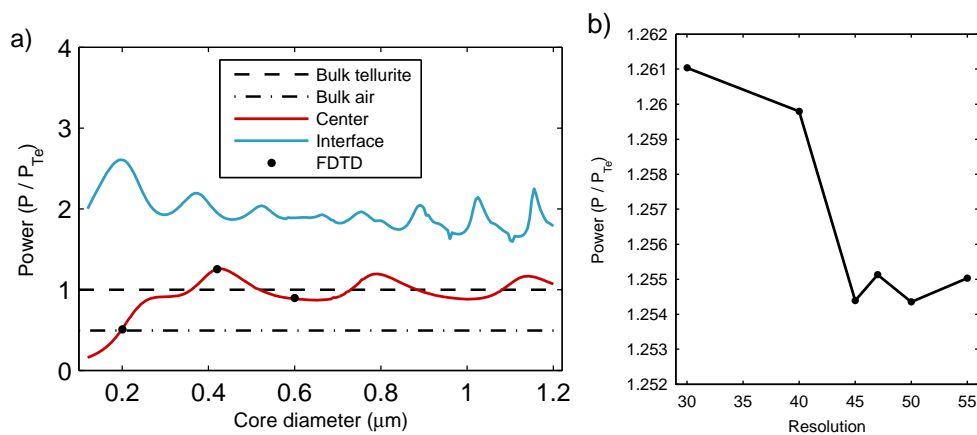 a)
Power (P / P_Te)
4
3
2
1
0
0.2
0.4
0.6
0.8
1
1.2
Core diameter (μm)
Bulk tellurite
Bulk air
Center
Interface
FDTD
b)
Power (P / P_Te)
1.262
1.261
1.26
1.259
1.258
1.257
1.256
1.255
1.254
1.253
1.252
30
35
40
45
50
55
Resolution